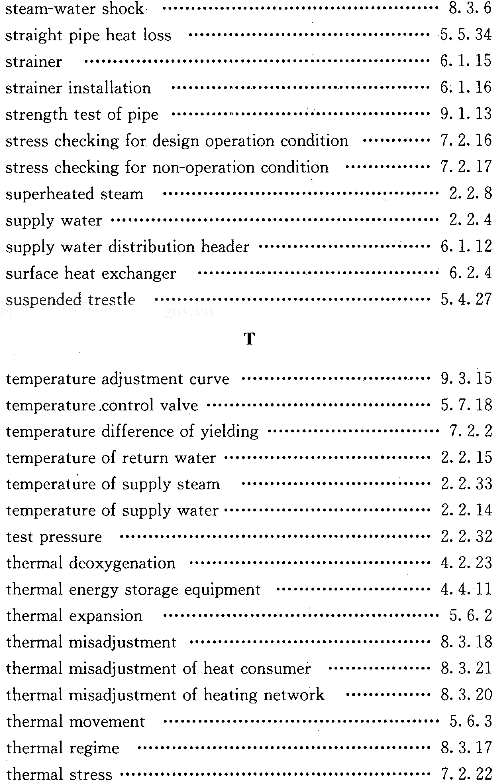 steam-water shock ········ 8.3.6
straight pipe heat loss ········ 5.5.34
strainer ········ 6.1.15
strainer installation ········ 6.1.16
strength test of pipe ········ 9.1.13
stress checking for design operation condition ········ 7.2.16
stress checking for non-operation condition ········ 7.2.17
superheated steam ········ 2.2.8
supply water ········ 2.2.4
supply water distribution header ········ 6.1.12
surface heat exchanger ········ 6.2.4
suspended trestle ········ 5.4.27
T
temperature adjustment curve ········ 9.3.15
temperature control valve ········ 5.7.18
temperature difference of yielding ········ 7.2.2
temperature of return water ········ 2.2.15
temperature of supply steam ········ 2.2.33
temperature of supply water ········ 2.2.14
test pressure ········ 2.2.32
thermal deoxygenation ········ 4.2.23
thermal energy storage equipment ········ 4.4.11
thermal expansion ········ 5.6.2
thermal misadjustment ········ 8.3.18
thermal misadjustment of heat consumer ········ 8.3.21
thermal misadjustment of heating network ········ 8.3.20
thermal movement ········ 5.6.3
thermal regime ········ 8.3.17
thermal stress ········ 7.2.22